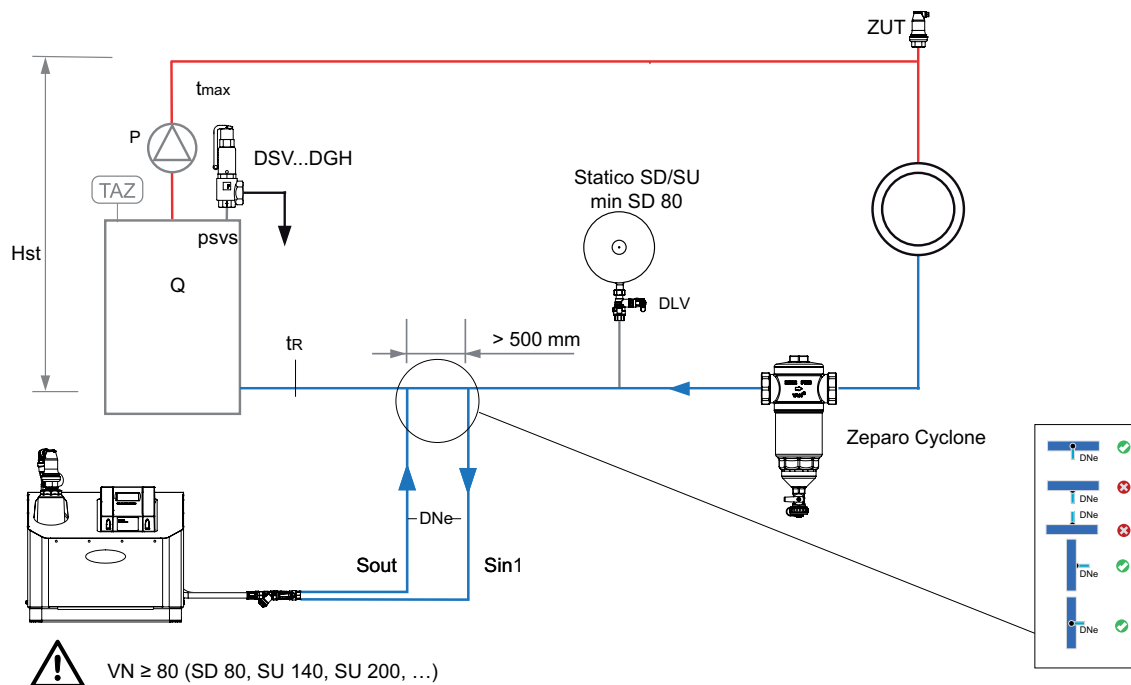 ZUT
tmax
P
DSV...DGH
TAZ
Statico SD/SU
min SD 80
psvs
Hst
Q
DLV
> 500 mm
tR
Zeparo Cyclone
DNe
DNe
DNe
DNe
DNe
DNe
Sout
Sin1
VN ≥ 80 (SD 80, SU 140, SU 200, …)